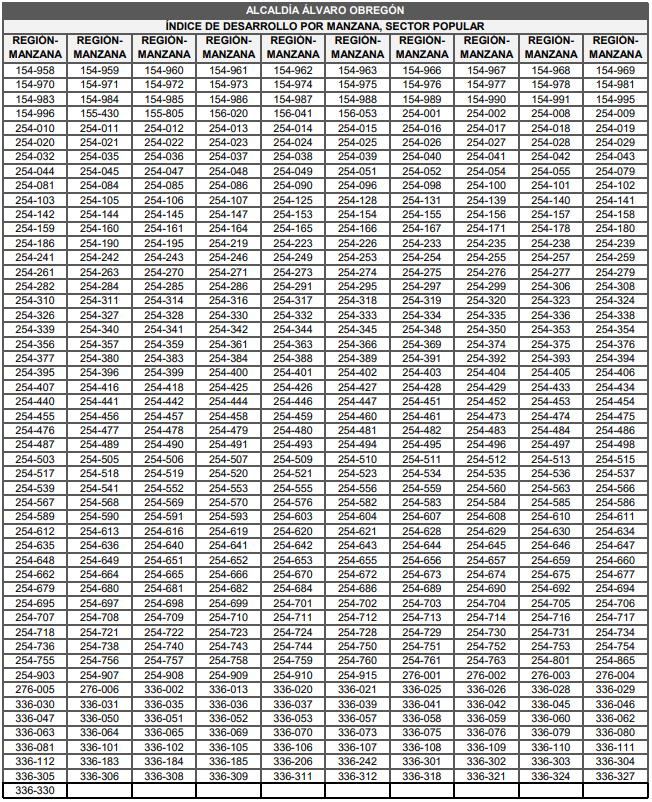 ALCALDÍA ÁLVARO OBREGÓN
ÍNDICE DE DESARROLLO POR MANZANA, SECTOR POPULAR
REGIÓN- REGIÓN- REGIÓN- REGIÓN- REGIÓN- REGIÓN- REGIÓN- REGIÓN- REGIÓN- REGIÓN-
MANZANA MANZANA MANZANA MANZANA MANZANA MANZANA MANZANA MANZANA MANZANA MANZANA
154-958 154-959 154-960 154-961 154-962 154-963 154-966 154-967 154-968 154-969
154-970 154-971 154-972 154-973 154-974 154-975 154-976 154-977 154-978 154-981
154-983 154-984 154-985 154-986 154-987 154-988 154-989 154-990 154-991 154-995
154-996 155-430 155-805 156-020 156-041 156-053 254-001 254-002 254-008 254-009
254-010 254-011 254-012 254-013 254-014 254-015 254-016 254-017 254-018 254-019
254-020 254-021 254-022 254-023 254-024 254-025 254-026 254-027 254-028 254-029
254-032 254-035 254-036 254-037 254-038 254-039 254-040 254-041 254-042 254-043
254-044 254-045 254-047 254-048 254-049 254-051 254-052 254-054 254-055 254-079
254-081 254-084 254-085 254-086 254-090 254-096 254-098 254-100 254-101 254-102
254-103 254-105 254-106 254-107 254-125 254-128 254-131 254-139 254-140 254-141
254-142 254-144 254-145 254-147 254-153 254-154 254-155 254-156 254-157 254-158
254-159 254-160 254-161 254-164 254-165 254-166 254-167 254-171 254-178 254-180
254-186 254-190 254-195 254-219 254-223 254-226 254-233 254-235 254-238 254-239
254-241 254-242 254-243 254-246 254-249 254-253 254-254 254-255 254-257 254-259
254-261 254-263 254-270 254-271 254-273 254-274 254-275 254-276 254-277 254-279
254-282 254-284 254-285 254-286 254-291 254-295 254-297 254-299 254-306 254-308
254-310 254-311 254-314 254-316 254-317 254-318 254-319 254-320 254-323 254-324
254-326 254-327 254-328 254-330 254-332 254-333 254-334 254-335 254-336 254-338
254-339 254-340 254-341 254-342 254-344 254-345 254-348 254-350 254-353 254-354
254-356 254-357 254-359 254-361 254-363 254-366 254-369 254-374 254-375 254-376
254-377 254-380 254-383 254-384 254-388 254-389 254-391 254-392 254-393 254-394
254-395 254-396 254-399 254-400 254-401 254-402 254-403 254-404 254-405 254-406
254-407 254-416 254-418 254-425 254-426 254-427 254-428 254-429 254-433 254-434
254-440 254-441 254-442 254-444 254-446 254-447 254-451 254-452 254-453 254-454
254-455 254-456 254-457 254-458 254-459 254-460 254-461 254-473 254-474 254-475
254-476 254-477 254-478 254-479 254-480 254-481 254-482 254-483 254-484 254-486
254-487 254-489 254-490 254-491 254-493 254-494 254-495 254-496 254-497 254-498
254-503 254-505 254-506 254-507 254-509 254-510 254-511 254-512 254-513 254-515
254-517 254-518 254-519 254-520 254-521 254-523 254-534 254-535 254-536 254-537
254-539 254-541 254-552 254-553 254-555 254-556 254-559 254-560 254-563 254-566
254-567 254-568 254-569 254-570 254-576 254-582 254-583 254-584 254-585 254-586
254-589 254-590 254-591 254-593 254-603 254-604 254-607 254-608 254-610 254-611
254-612 254-613 254-616 254-619 254-620 254-621 254-628 254-629 254-630 254-634
254-635 254-636 254-640 254-641 254-642 254-643 254-644 254-645 254-646 254-647
254-648 254-649 254-651 254-652 254-653 254-655 254-656 254-657 254-659 254-660
254-662 254-664 254-665 254-666 254-670 254-672 254-673 254-674 254-675 254-677
254-679 254-680 254-681 254-682 254-684 254-686 254-689 254-690 254-692 254-694
254-695 254-697 254-698 254-699 254-701 254-702 254-703 254-704 254-705 254-706
254-707 254-708 254-709 254-710 254-711 254-712 254-713 254-714 254-716 254-717
254-718 254-721 254-722 254-723 254-724 254-728 254-729 254-730 254-731 254-734
254-736 254-738 254-740 254-743 254-744 254-750 254-751 254-752 254-753 254-754
254-755 254-756 254-757 254-758 254-759 254-760 254-761 254-763 254-801 254-865
254-903 254-907 254-908 254-909 254-910 254-915 276-001 276-002 276-003 276-004
276-005 276-006 336-002 336-013 336-020 336-021 336-025 336-026 336-028 336-029
336-030 336-031 336-035 336-036 336-037 336-039 336-041 336-042 336-045 336-046
336-047 336-050 336-051 336-052 336-053 336-056 336-058 336-059 336-060 336-062
336-063 336-064 336-065 336-069 336-070 336-073 336-075 336-076 336-079 336-080
336-081 336-101 336-102 336-105 336-106 336-107 336-108 336-109 336-110 336-111
336-112 336-183 336-184 336-185 336-206 336-242 336-301 336-302 336-303 336-304
336-305 336-306 336-308 336-309 336-311 336-312 336-318 336-321 336-324 336-327
336-330